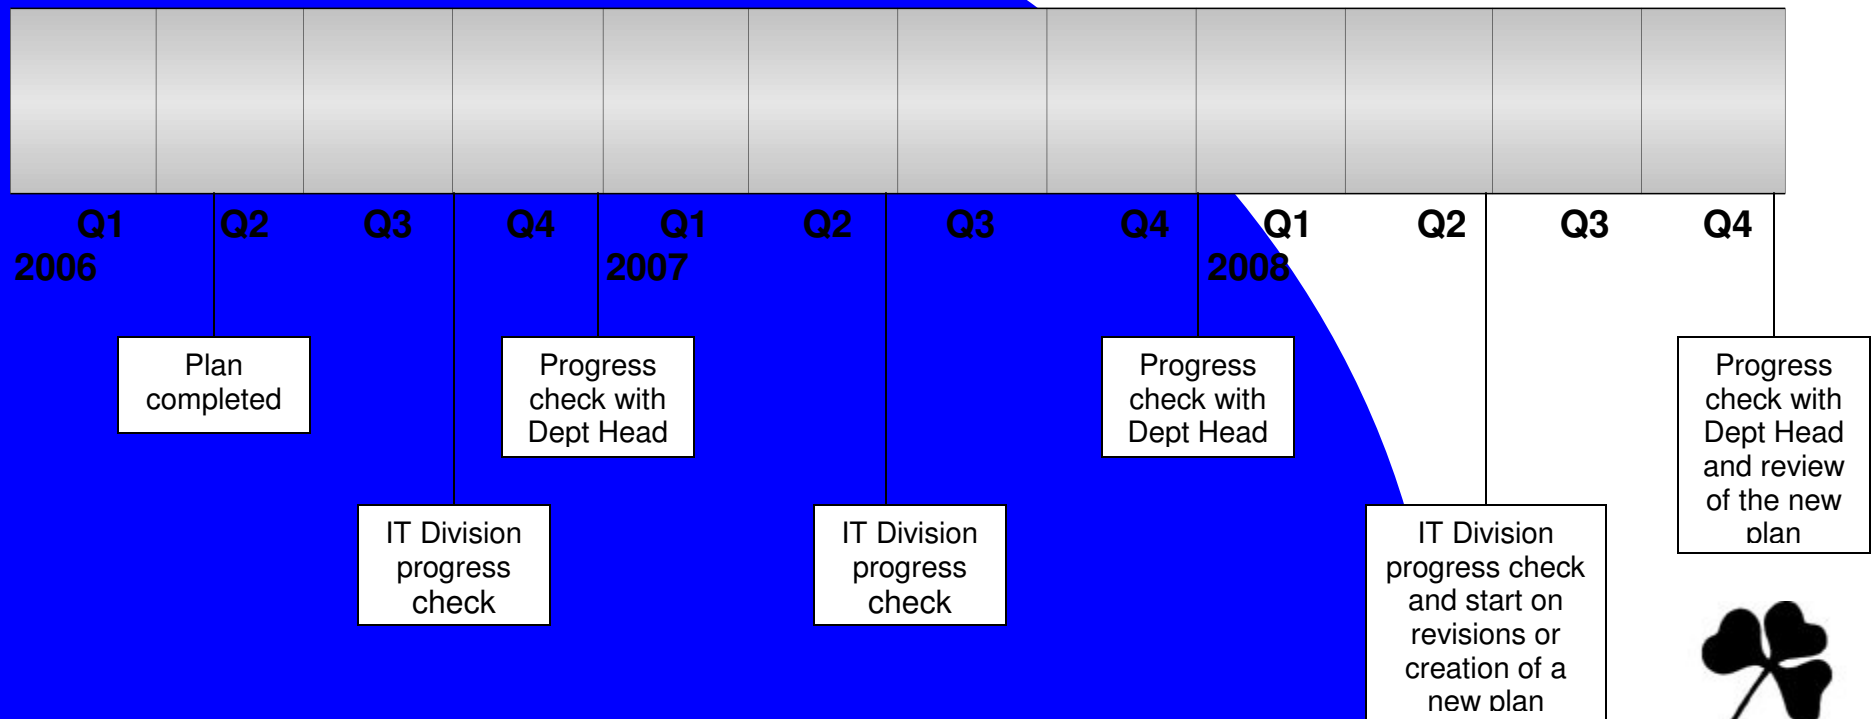 Q1 Q2 Q3 Q4 Q1 Q2 Q3 Q4 Q1 Q2 Q3 Q4
2006 2007 2008
Plan
completed
Progress
check with
Dept Head
Progress
check with
Dept Head
Progress
check with
Dept Head
and review
of the new
plan
IT Division
progress
check
IT Division
progress
check
IT Division
progress check
and start on
revisions or
creation of a
new plan